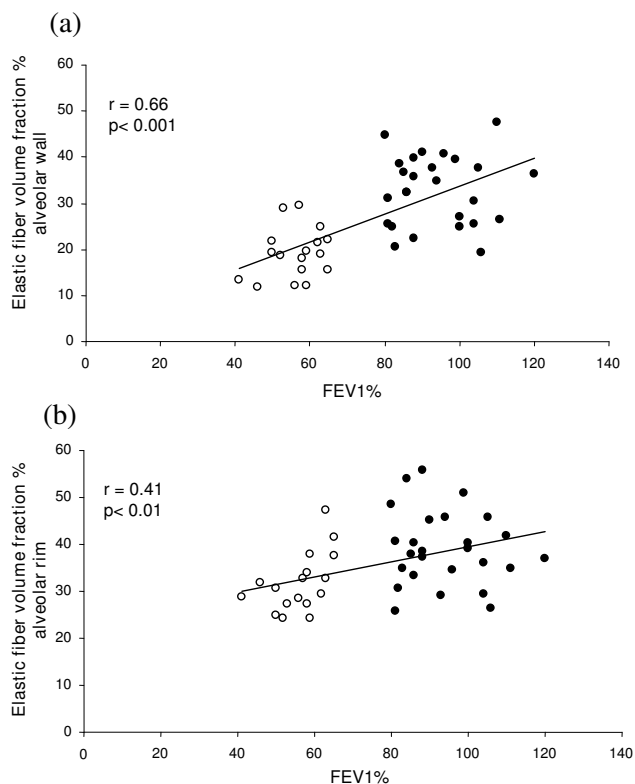 (a)
Elastic fiber volume fraction %
alveolar wall
60
50
40
30
20
10
0
r = 0.66
p< 0.001
0 20 40 60 80 100 120 140
FEV1%
(b)
Elastic fiber volume fraction %
alveolar rim
60
50
40
30
20
10
0
r = 0.41
p< 0.01
0 20 40 60 80 100 120 140
FEV1%